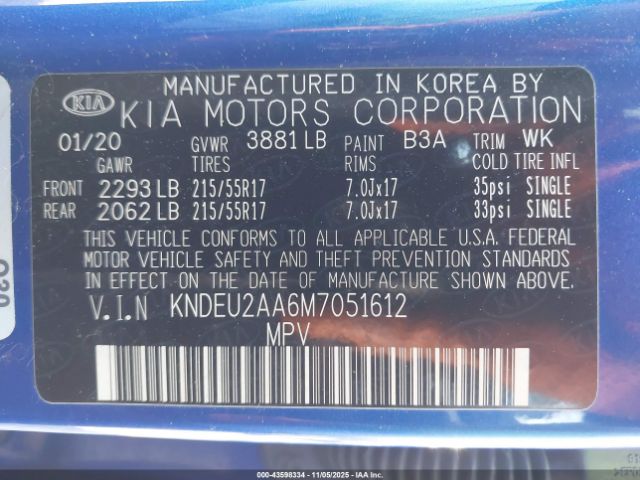 MANUFACTURED IN KOREA BY
KIA KIA MOTORS CORPORATION
01/20 GVWR 3881 LB PAINT B3A TRIM WK
GAWR TIRES RIMS COLD TIRE INFL
FRONT 2293 LB 215/55R17 7.0Jx17 35psi SINGLE
REAR 2062 LB 215/55R17 7.0Jx17 33psi SINGLE
THIS VEHICLE CONFORMS TO ALL APPLICABLE U.S.A. FEDERAL
MOTOR VEHICLE SAFETY AND THEFT PREVENTION STANDARDS
IN EFFECT ON THE DATE OF MANUFACTURE SHOWN ABOVE.
V.I.N KNDEU2AA6M7051612
MPV
00-43598334 - 11/05/2025 - IAA Inc.